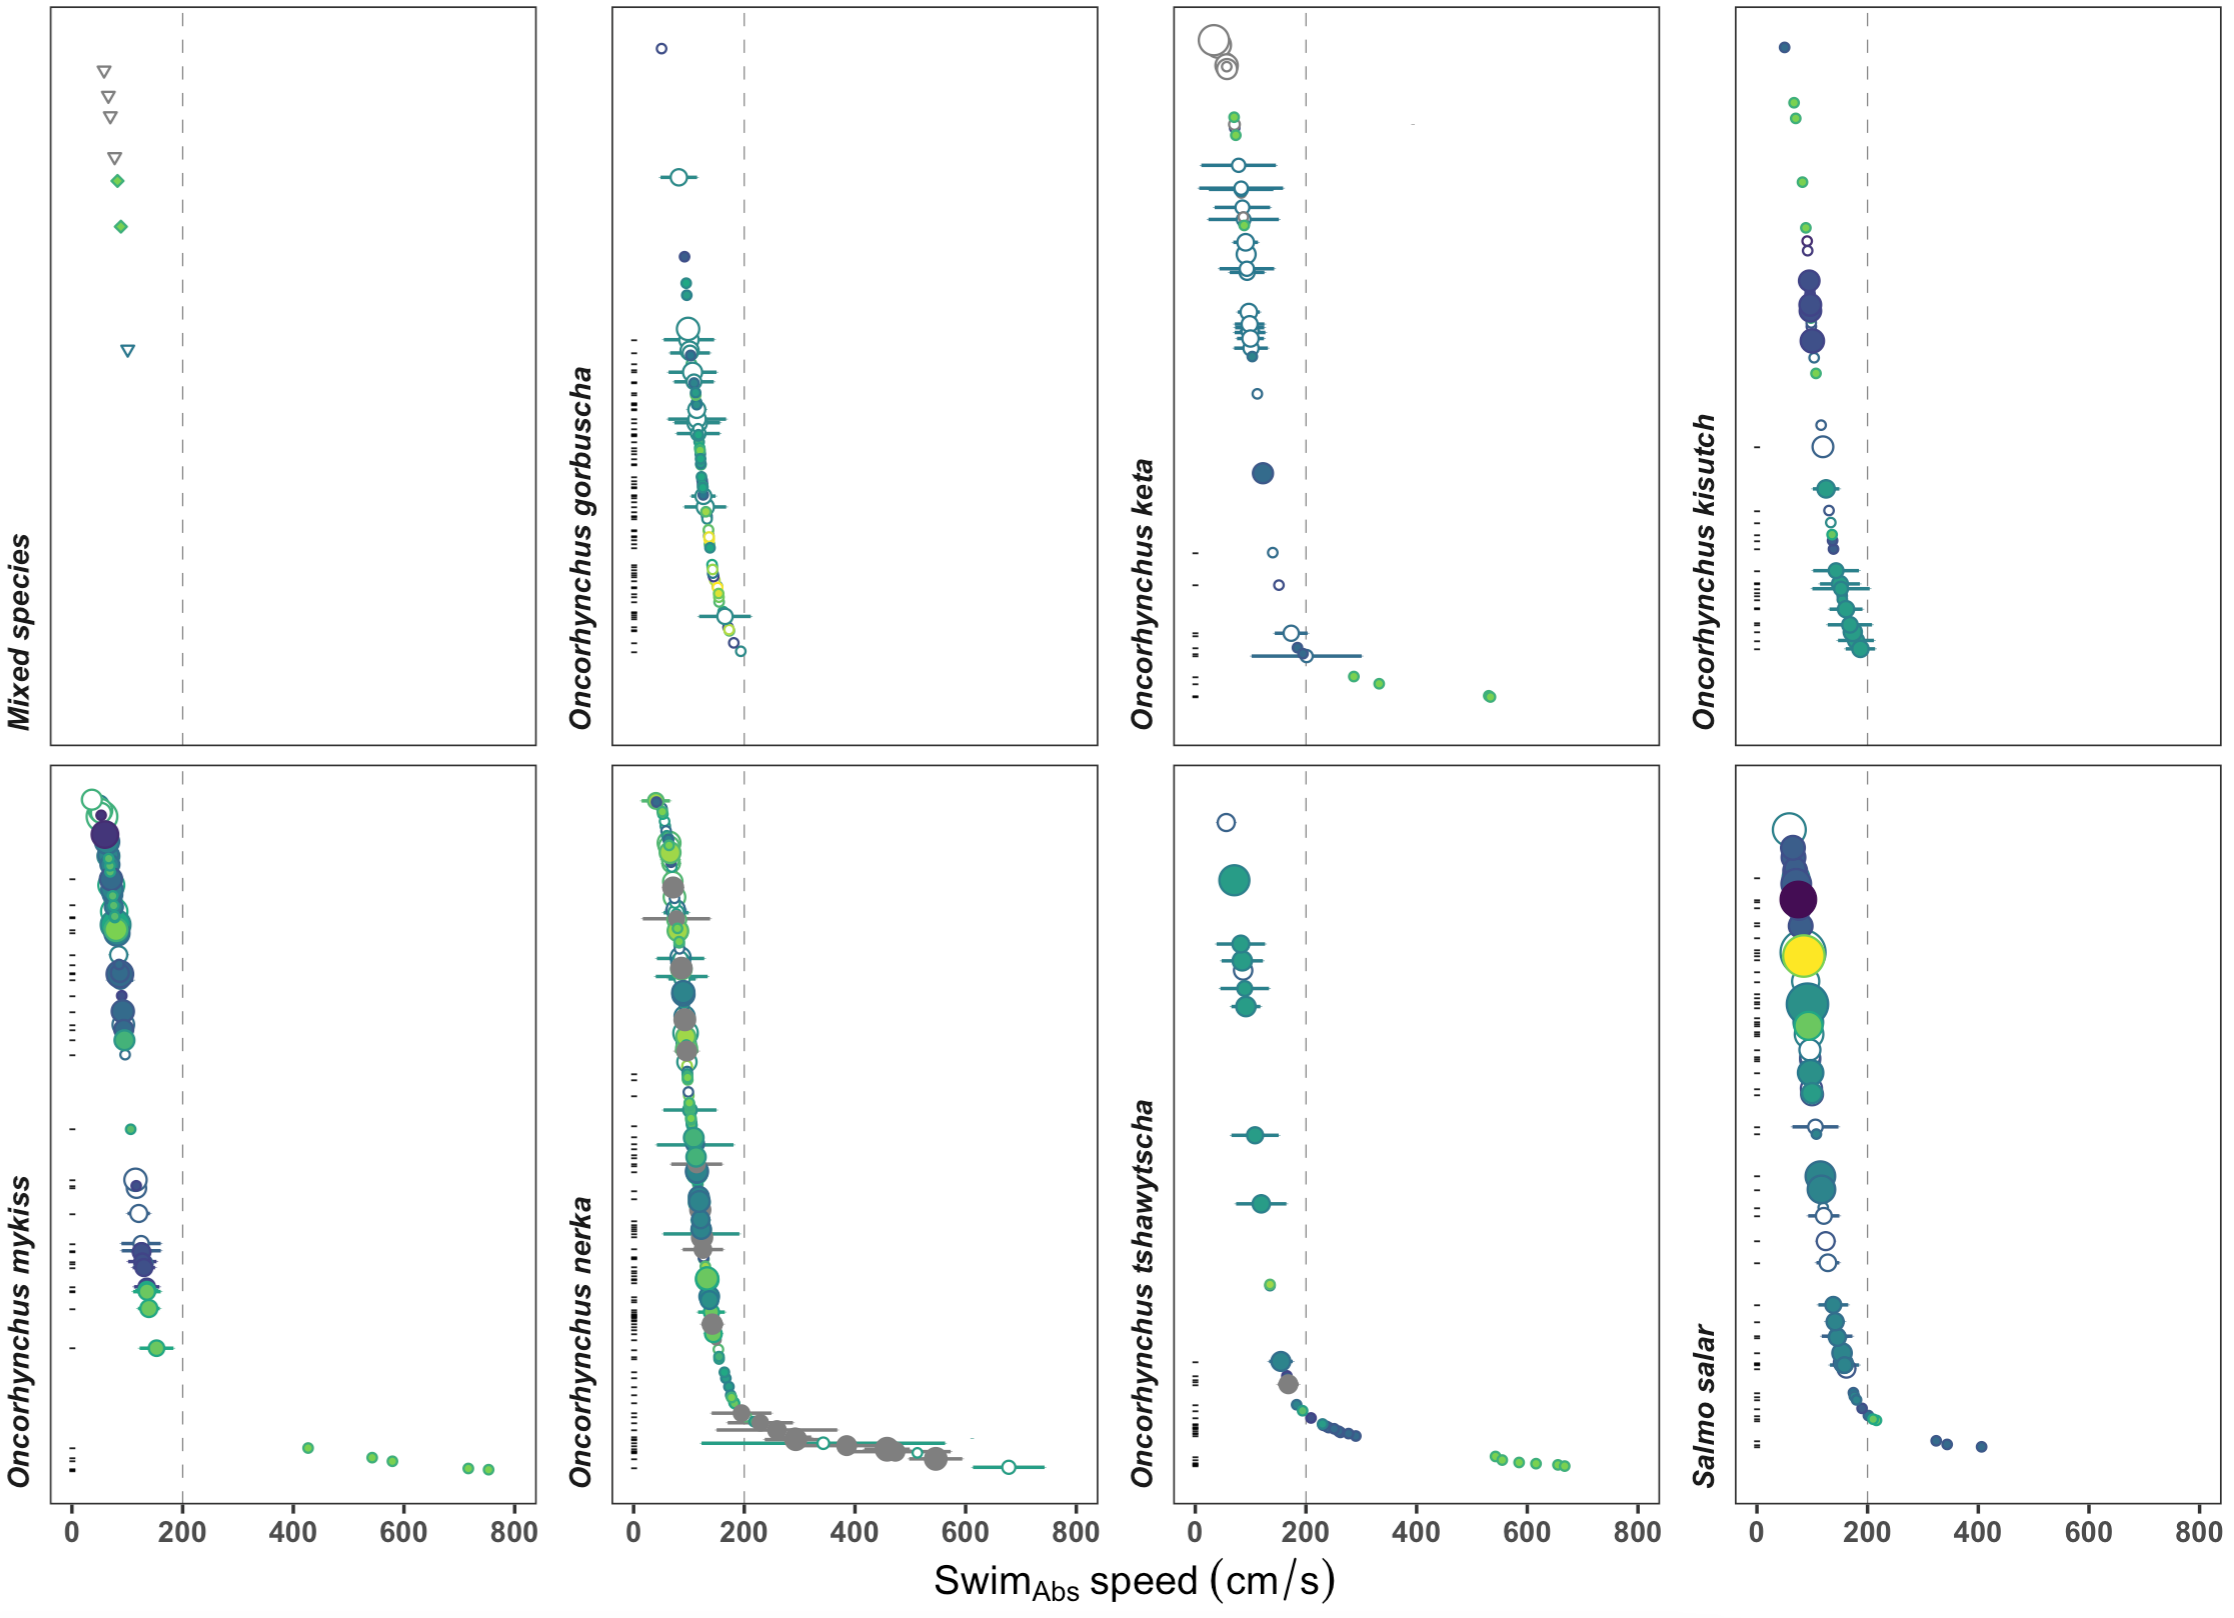 Mixed species
Oncorhynchus gorbuscha
Oncorhynchus keta
Oncorhynchus kisutch
Oncorhynchus mykiss
Oncorhynchus nerka
Oncorhynchus tshawytscha
Salmo salar
0 200 400 600 800
0 200 400 600 800
0 200 400 600 800
0 200 400 600 800
SwimAbs speed (cm/s)